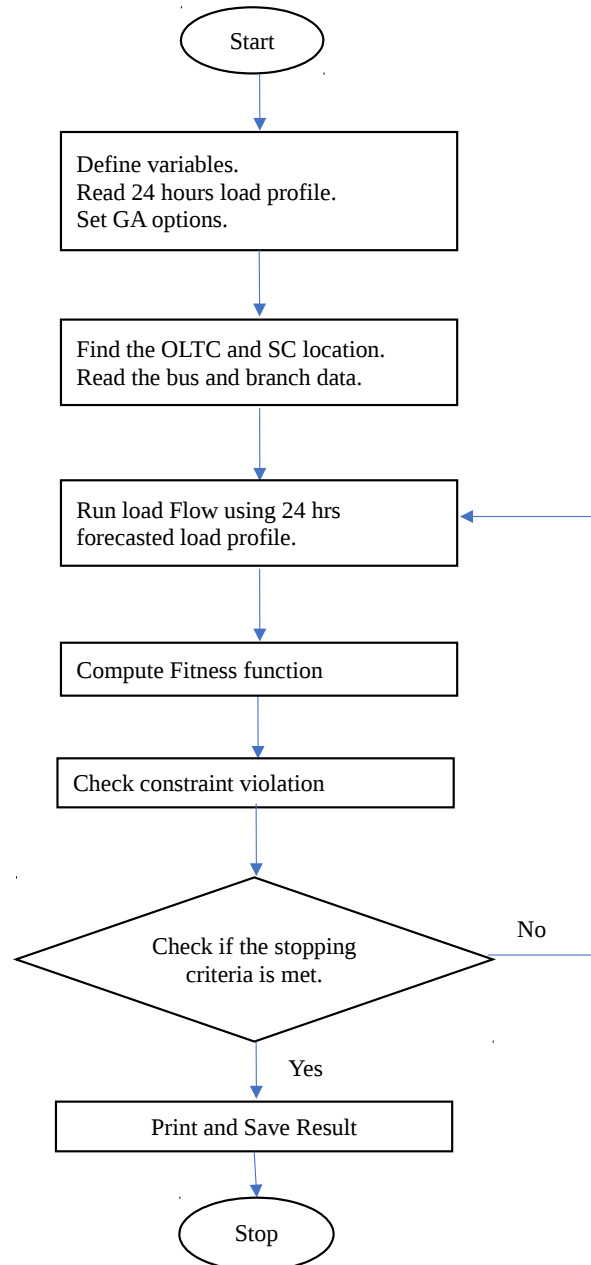 Start
Define variables.
Read 24 hours load profile.
Set GA options.
Find the OLTC and SC location.
Read the bus and branch data.
Run load Flow using 24 hrs
forecasted load profile.
Compute Fitness function
Check constraint violation
Check if the stopping
criteria is met.
No
Yes
Print and Save Result
Stop